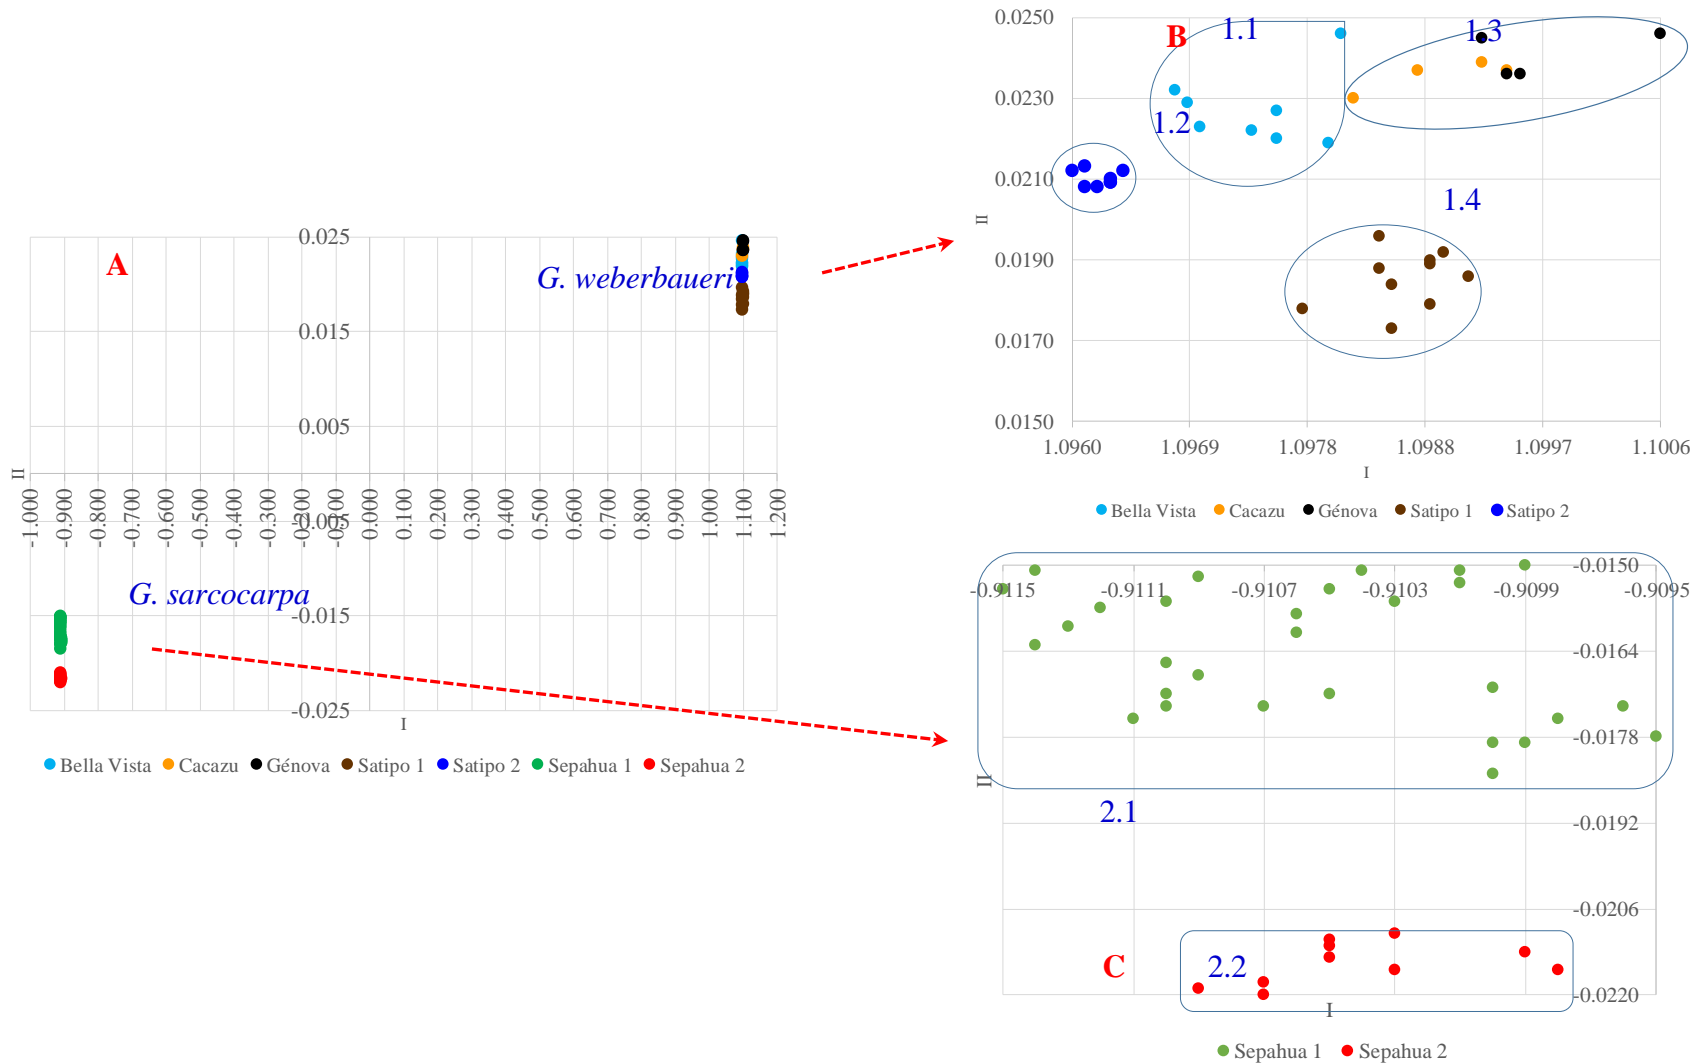 A
G. weberbaueri
0.025
0.015
0.005
-0.005
-0.015
-0.025
II
-1.000 -0.900 -0.800 -0.700 -0.600 -0.500 -0.400 -0.300 -0.200 -0.100 0.000 0.100 0.200 0.300 0.400 0.500 0.600 0.700 0.800 0.900 1.000 1.100 1.200
G. sarcocarpa
I
Bella Vista Cacazu Génova Satipo 1 Satipo 2 Sepahua 1 Sepahua 2
B
1.1
1.3
1.2
1.4
0.0250
0.0230
0.0210
0.0190
0.0170
0.0150
II
1.0960 1.0969 1.0978 1.0988 1.0997 1.1006
I
Bella Vista Cacazu Génova Satipo 1 Satipo 2
-0.9115 -0.9111 -0.9107 -0.9103 -0.9099 -0.9095
-0.0150
-0.0164
-0.0178
-0.0192
-0.0206
-0.0220
II
2.1
C
2.2
I
Sepahua 1 Sepahua 2